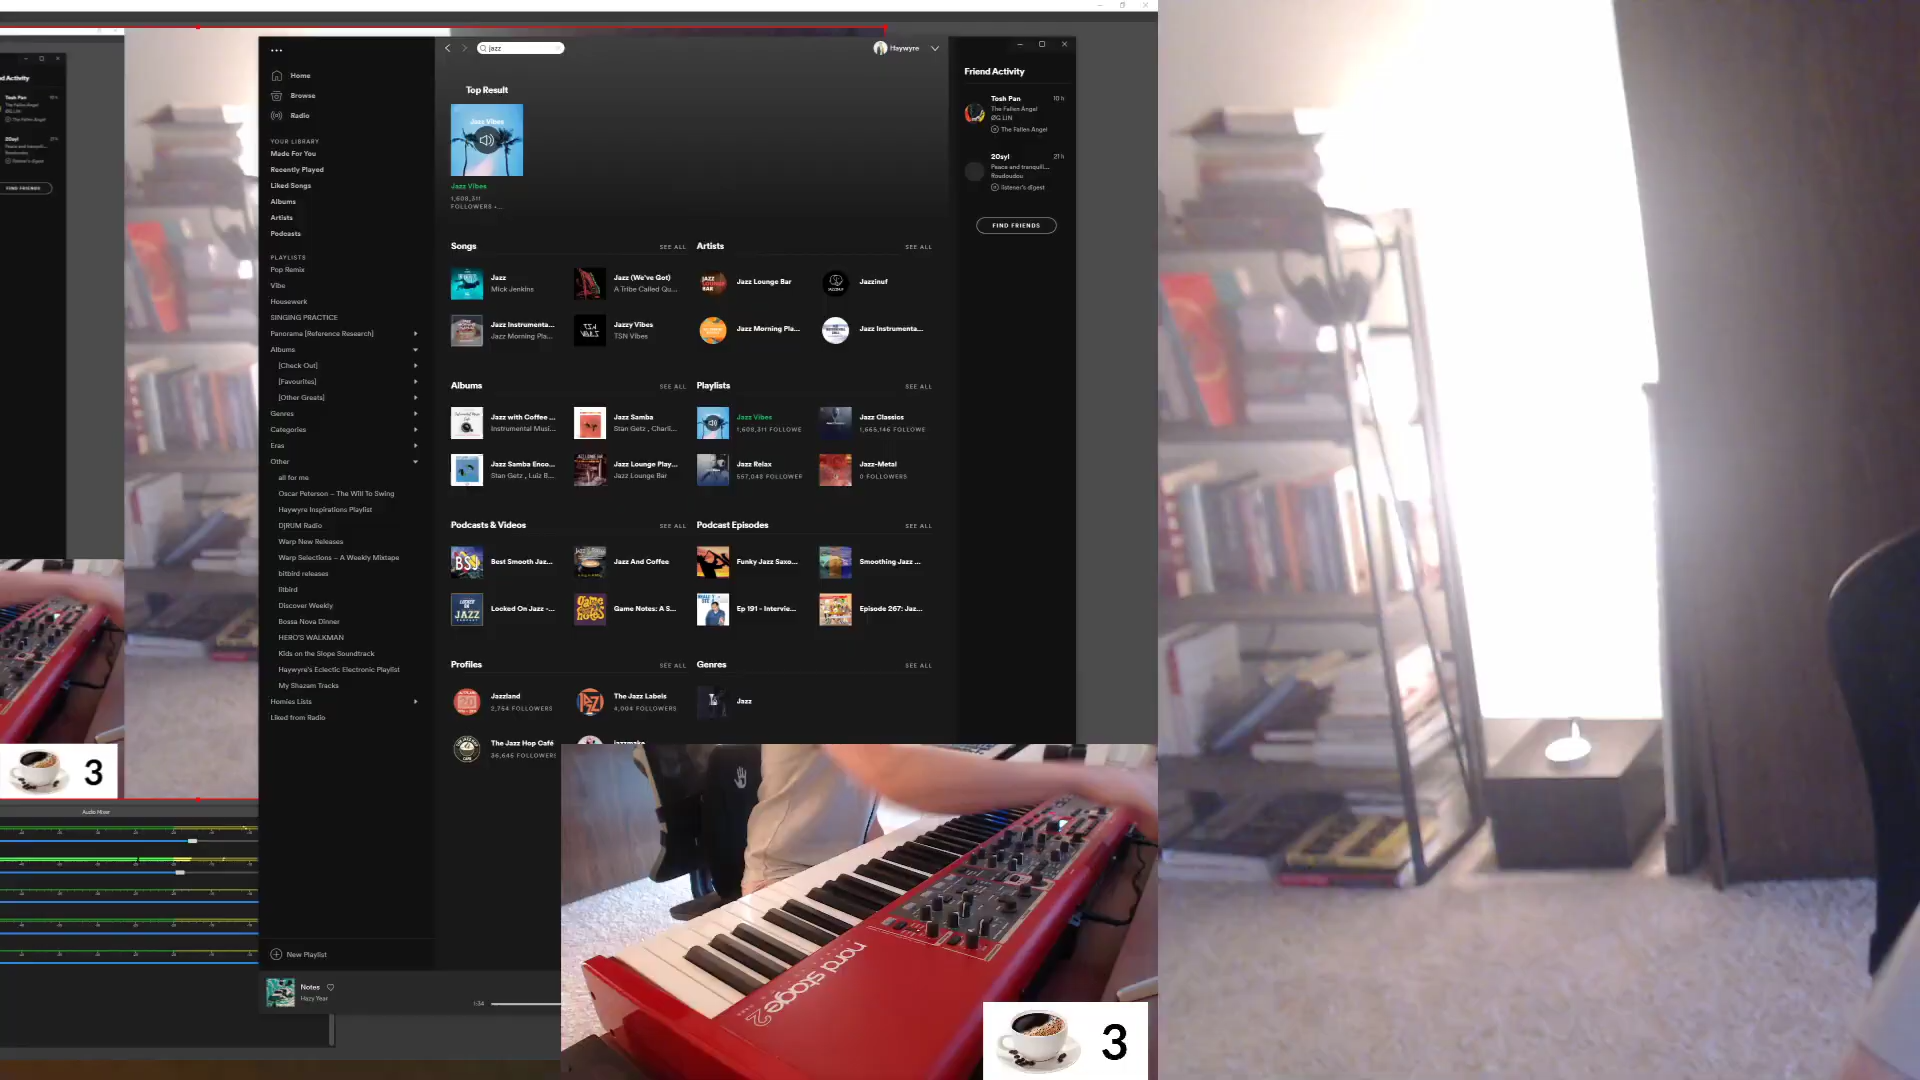 Home
Browse
Radio
YOUR LIBRARY
Made For You
Recently Played
Liked Songs
Albums
Artists
Podcasts
PLAYLISTS
Pop Remix
Vibe
Housework
SINGING PRACTICE
Panorama [Reference Research]
Albums
[Check Out]
[Favourites]
[Other Greats]
Genres
Categories
Eras
Other
all for me
Oscar Peterson – The Will To Swing
Haywyre Inspirations Playlist
DJRUM Radio
Warp New Releases
Warp Selections – A Weekly Mixtape
bitbird releases
Discover Weekly
Bossa Nova Dinner
HERO'S WALKMAN
Kids on the Slope Soundtrack
Haywyre's Eclectic Electronic Playlist
My Shazam Tracks
Homies Lists
Liked from Radio
New Playlist
Notes
Hazy Year
1:34
jazz
Haywyre
Top Result
Jazz Vibes
Jazz Vibes
1,608,311
FOLLOWERS •...
Songs
SEE ALL
Jazz
Mick Jenkins
Jazz (We've Got)
A Tribe Called Qu...
Jazz Instrumenta...
Jazz Morning Pla...
Jazzy Vibes
TSN Vibes
Artists
SEE ALL
Jazz Lounge Bar
Jazzinuf
Jazz Morning Pla...
Jazz Instrumenta...
Albums
SEE ALL
Jazz with Coffee ...
Instrumental Musi...
Jazz Samba
Stan Getz , Charli...
Jazz Samba Enco...
Stan Getz , Luiz B...
Jazz Lounge Play...
Jazz Lounge Bar
Playlists
SEE ALL
Jazz Vibes
1,608,311 FOLLOWE
Jazz Classics
1,665,146 FOLLOWE
Jazz Relax
557,048 FOLLOWER
Jazz-Metal
0 FOLLOWERS
Podcasts & Videos
SEE ALL
Best Smooth Jaz...
Jazz And Coffee
Locked On Jazz -...
Game Notes: A S...
Podcast Episodes
SEE ALL
Funky Jazz Saxo...
Smoothing Jazz ...
Ep 191 - Intervie...
Episode 267: Jaz...
Profiles
SEE ALL
Jazzland
2,754 FOLLOWERS
The Jazz Labels
4,004 FOLLOWERS
The Jazz Hop Café
36,646 FOLLOWERS
Genres
SEE ALL
Jazz
Friend Activity
Tosh Pan
10 h
The Fallen Angel
ØG LIN
The Fallen Angel
20syl
21 h
Peace and tranquili...
Roudoudou
listener's digest
FIND FRIENDS
FIND FRIENDS
3
Audio Mixer
nord stage 2
3